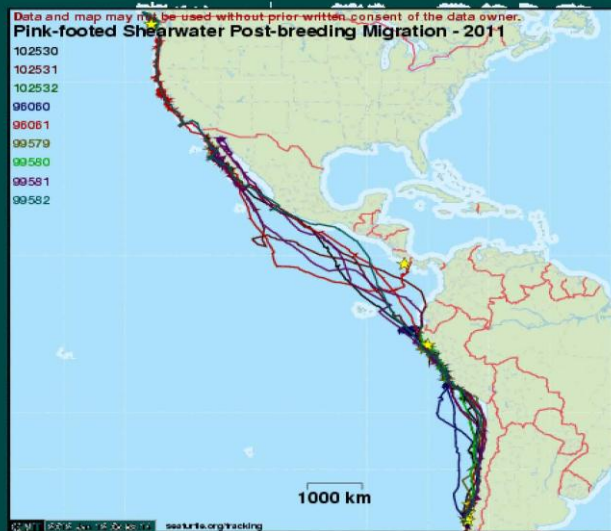 Data and map may not be used without prior written consent of the data owner.
Pink-footed Shearwater Post-breeding Migration - 2011
102530
102531
102532
96060
96061
99579
99580
99581
99582
1000 km
seaturtle.org/tracking